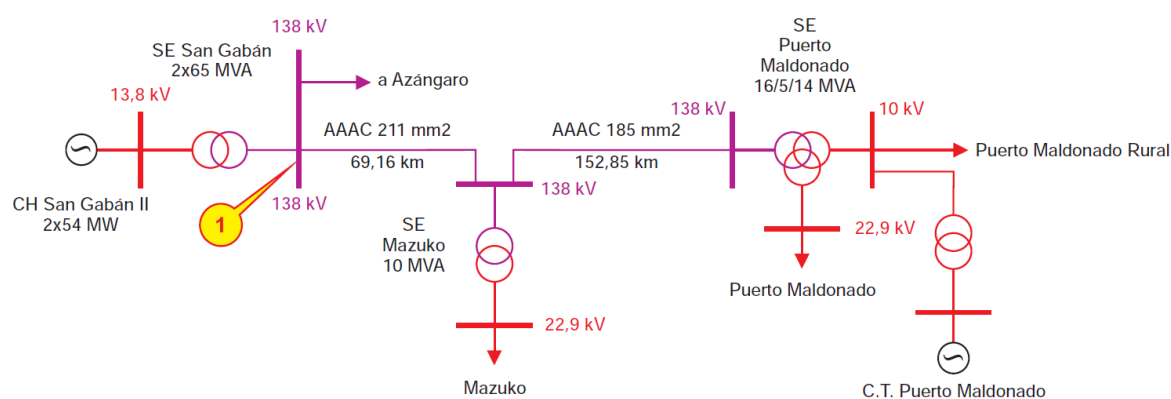 138 kV
SE San Gabán
2x65 MVA
13,8 kV
a Azángaro
AAAC 211 mm2
69,16 km
CH San Gabán II
2x54 MW
1
138 kV
138 kV
SE
Mazuko
10 MVA
22,9 kV
Mazuko
AAAC 185 mm2
152,85 km
138 kV
SE
Puerto
Maldonado
16/5/14 MVA
10 kV
Puerto Maldonado Rural
22,9 kV
Puerto Maldonado
C.T. Puerto Maldonado